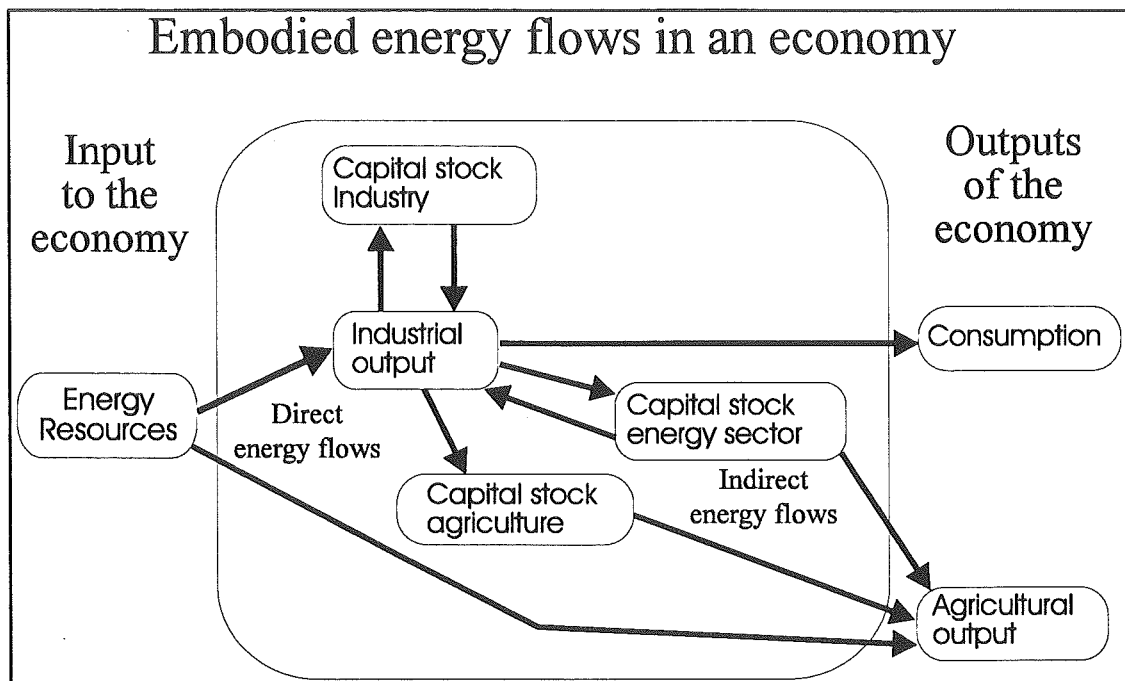 Embodied energy flows in an economy
Input
to the
economy
Outputs
of the
economy
Capital stock
Industry
Industrial
output
Consumption
Energy
Resources
Direct
energy flows
Capital stock
energy sector
Capital stock
agriculture
Indirect
energy flows
Agricultural
output